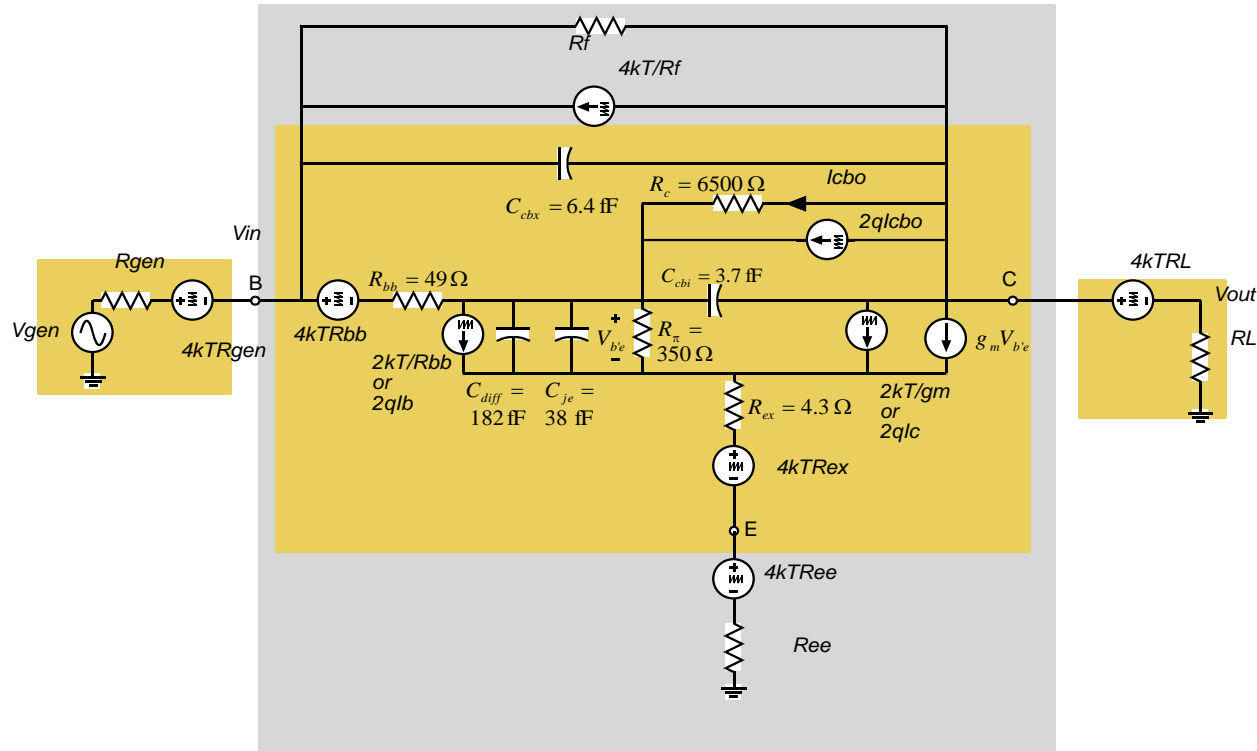 Rf
4kT/Rf
Icbo
R_c = 6500 Ω
C_cbx = 6.4 fF
2qIcbo
Vin
Rgen
B
R_bb = 49 Ω
C_cbi = 3.7 fF
C
4kTRL
Vout
Vgen
4kTRgen
4kTRbb
+
V_b'e
-
R_π =
350 Ω
g_m V_b'e
RL
2kT/Rbb
or
2qIb
C_diff =
182 fF
C_je =
38 fF
R_ex = 4.3 Ω
2kT/gm
or
2qIc
4kTRex
E
4kTRee
Ree